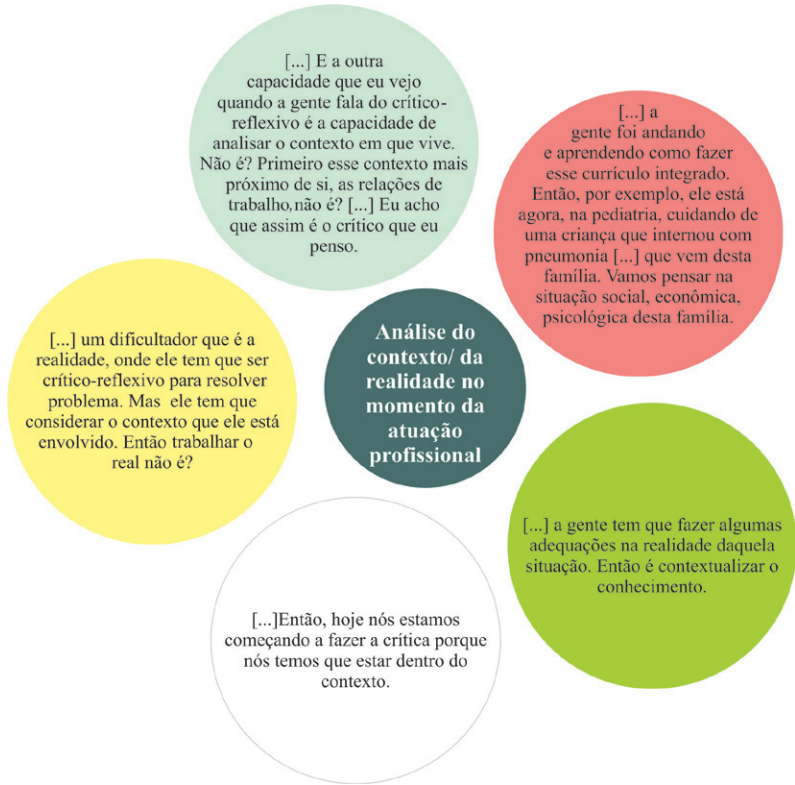 [...] E a outra
capacidade que eu vejo
quando a gente fala do crítico-
reflexivo é a capacidade de
analisar o contexto em que vive.
Não é? Primeiro esse contexto mais
próximo de si, as relações de
trabalho,não é? [...] Eu acho
que assim é o crítico que eu
penso.
[...] a
gente foi andando
e aprendendo como fazer
esse currículo integrado.
Então, por exemplo, ele está
agora, na pediatria, cuidando de
uma criança que internou com
pneumonia [...] que vem desta
família. Vamos pensar na
situação social, econômica,
psicológica desta família.
[...] um dificultador que é a
realidade, onde ele tem que ser
crítico-reflexivo para resolver
problema. Mas ele tem que
considerar o contexto que ele está
envolvido. Então trabalhar o
real não é?
Análise do
contexto/ da
realidade no
momento da
atuação
profissional
[...] a gente tem que fazer algumas
adequações na realidade daquela
situação. Então é contextualizar o
conhecimento.
[...]Então, hoje nós estamos
começando a fazer a crítica porque
nós temos que estar dentro do
contexto.